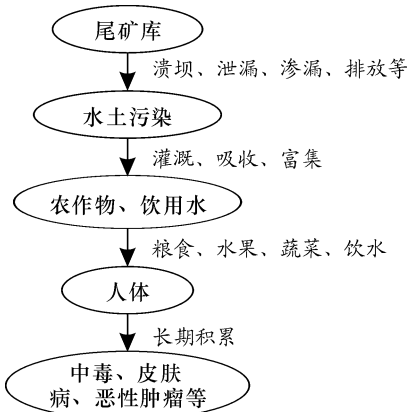 尾矿库
溃坝、泄漏、渗漏、排放等
水土污染
灌溉、吸收、富集
农作物、饮用水
粮食、水果、蔬菜、饮水
人体
长期积累
中毒、皮肤
病、恶性肿瘤等